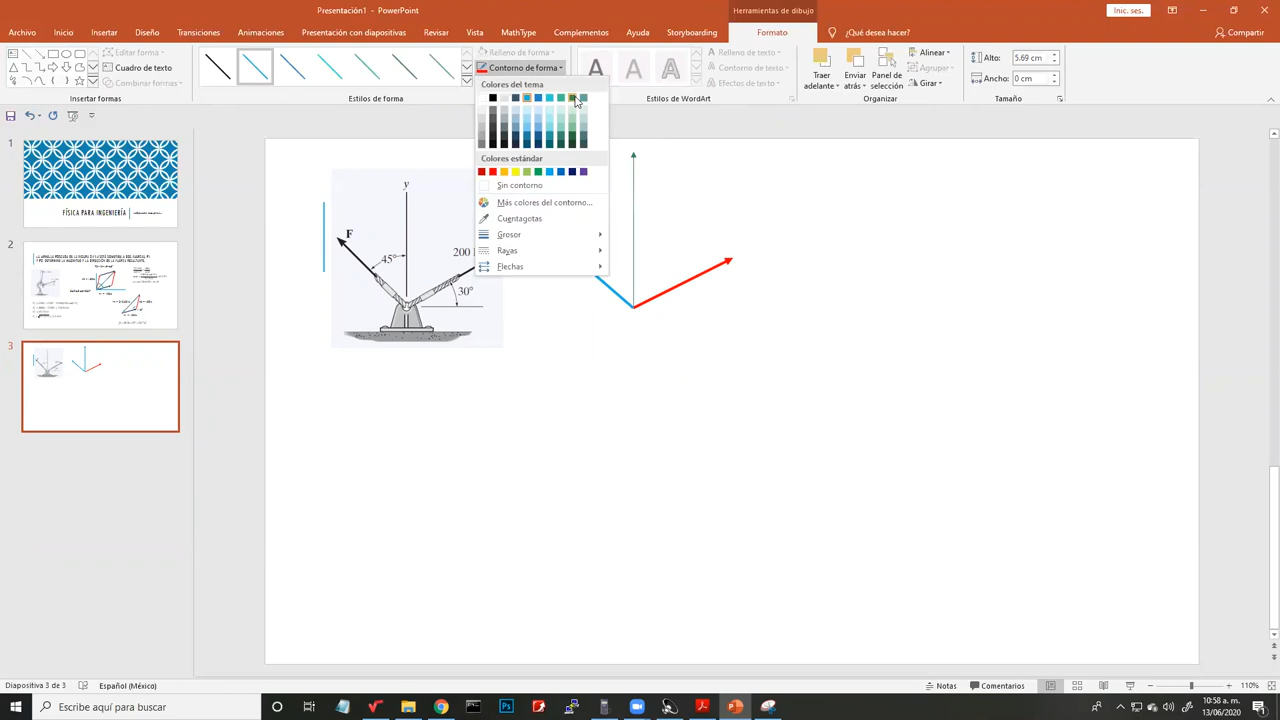 Presentación1 - PowerPoint
Herramientas de dibujo
Inic. ses.
Archivo
Inicio
Insertar
Diseño
Transiciones
Animaciones
Presentación con diapositivas
Revisar
Vista
MathType
Complementos
Ayuda
Storyboarding
Formato
¿Qué desea hacer?
Compartir
Editar forma
Cuadro de texto
Combinar formas
Insertar formas
Estilos de forma
Relleno de forma
Contorno de forma
Colores del tema
Colores estándar
Sin contorno
Más colores del contorno...
Cuentagotas
Grosor
Rayas
Flechas
A A A
Relleno de texto
Contorno de texto
Efectos de texto
Estilos de WordArt
Traer adelante
Enviar atrás
Panel de selección
Alinear
Agrupar
Girar
Organizar
Alto: 5.69 cm
Ancho: 0 cm
Tamaño
1
FÍSICA PARA INGENIERÍA
2
3
y
F
45°
200
30°
Diapositiva 3 de 3
Español (México)
Notas
Comentarios
110%
Escribe aquí para buscar
10:58 a. m.
13/06/2020